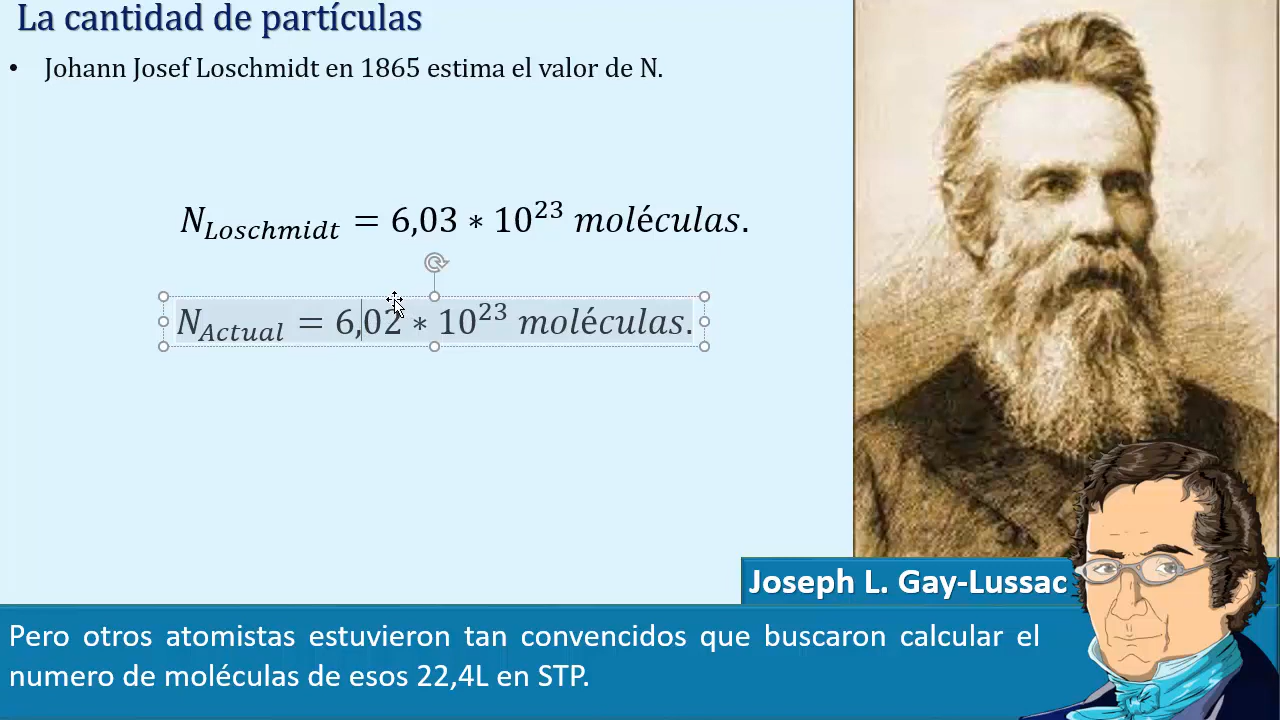 La cantidad de partículas
• Johann Josef Loschmidt en 1865 estima el valor de N.
N_Loschmidt = 6,03 ∗ 10^23 moléculas.
N_Actual = 6,02 ∗ 10^23 moléculas.
Joseph L. Gay-Lussac
Pero otros atomistas estuvieron tan convencidos que buscaron calcular el
numero de moléculas de esos 22,4L en STP.